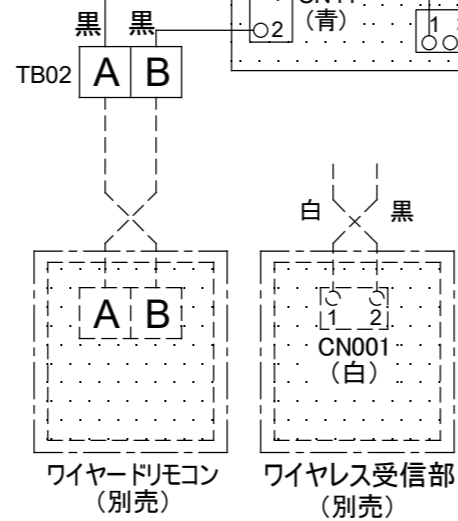 黒 黒
2
(青)
1
TB02 A B
白 黒
A B
1 2
CN001
(白)
ワイヤードリモコン
(別売)
ワイヤレス受信部
(別売)